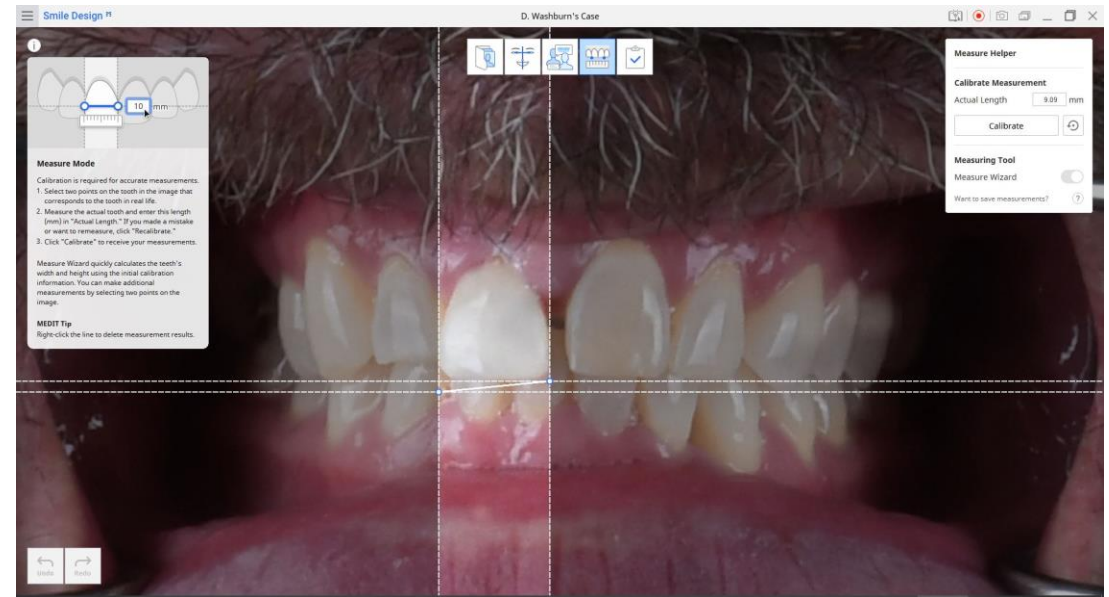 Smile Design
D. Washburn's Case
10 mm
Measure Mode
Calibration is required for accurate measurements.
1. Select two points on the tooth in the image that
corresponds to the tooth in real life.
2. Measure the actual tooth and enter this length
(mm) in "Actual Length." If you made a mistake
or want to remeasure, click "Recalibrate."
3. Click "Calibrate" to receive your measurements.
Measure Wizard quickly calculates the teeth's
width and height using the initial calibration
information. You can make additional
measurements by selecting two points on the
image.
MEDIT Tip
Right-click the line to delete measurement results.
Undo Redo
Measure Helper
Calibrate Measurement
Actual Length 9.09 mm
Calibrate
Measuring Tool
Measure Wizard
Want to save measurements? ?